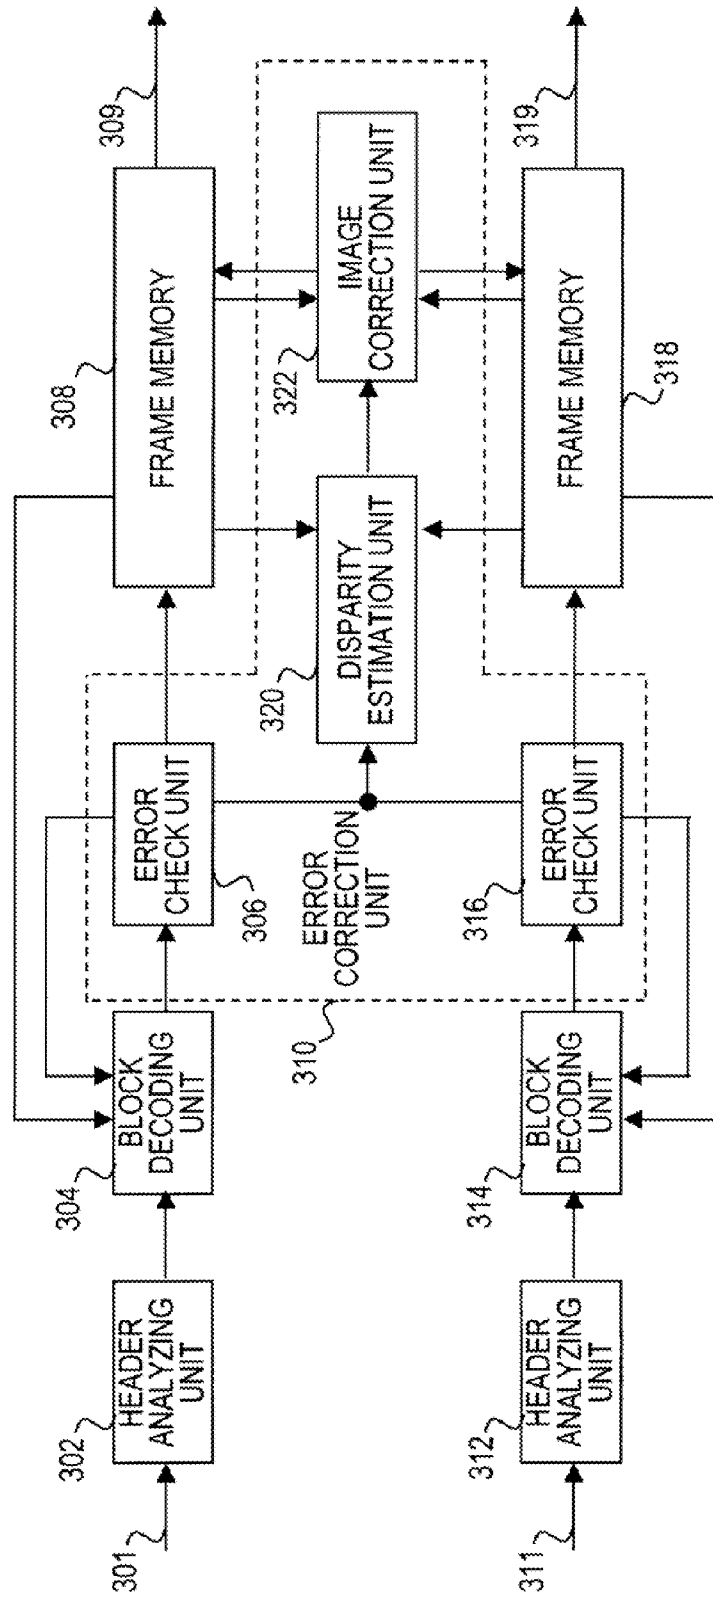 301
302
HEADER
ANALYZING
UNIT
304
BLOCK
DECODING
UNIT
306
ERROR
CHECK UNIT
308
FRAME MEMORY
309
310
ERROR
CORRECTION
UNIT
320
DISPARITY
ESTIMATION UNIT
322
IMAGE
CORRECTION UNIT
311
312
HEADER
ANALYZING
UNIT
314
BLOCK
DECODING
UNIT
316
ERROR
CHECK UNIT
318
FRAME MEMORY
319